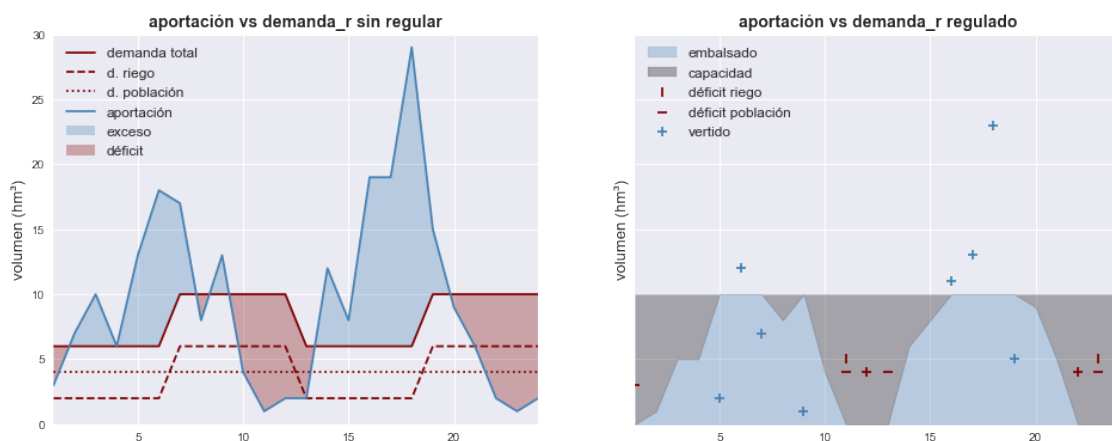 aportación vs demanda_r sin regular
volumen (hm³)
30
25
20
15
10
5
0
5
10
15
20
demanda total
d. riego
d. población
aportación
exceso
déficit
aportación vs demanda_r regulado
volumen (hm³)
5
10
15
20
embalsado
capacidad
déficit riego
déficit población
vertido